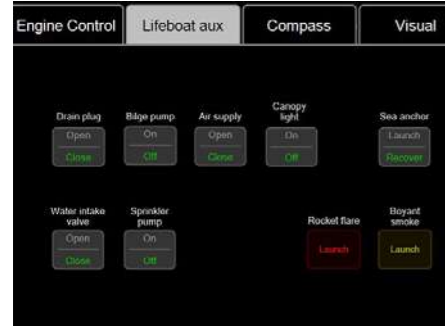 Engine Control
Lifeboat aux
Compass
Visual
Drain plug
Open
Close
Bilge pump
On
Off
Air supply
Open
Close
Canopy
light
On
Off
Sea anchor
Launch
Recover
Water intake
valve
Open
Close
Sprinkler
pump
On
Off
Rocket flare
Launch
Boyant
smoke
Launch